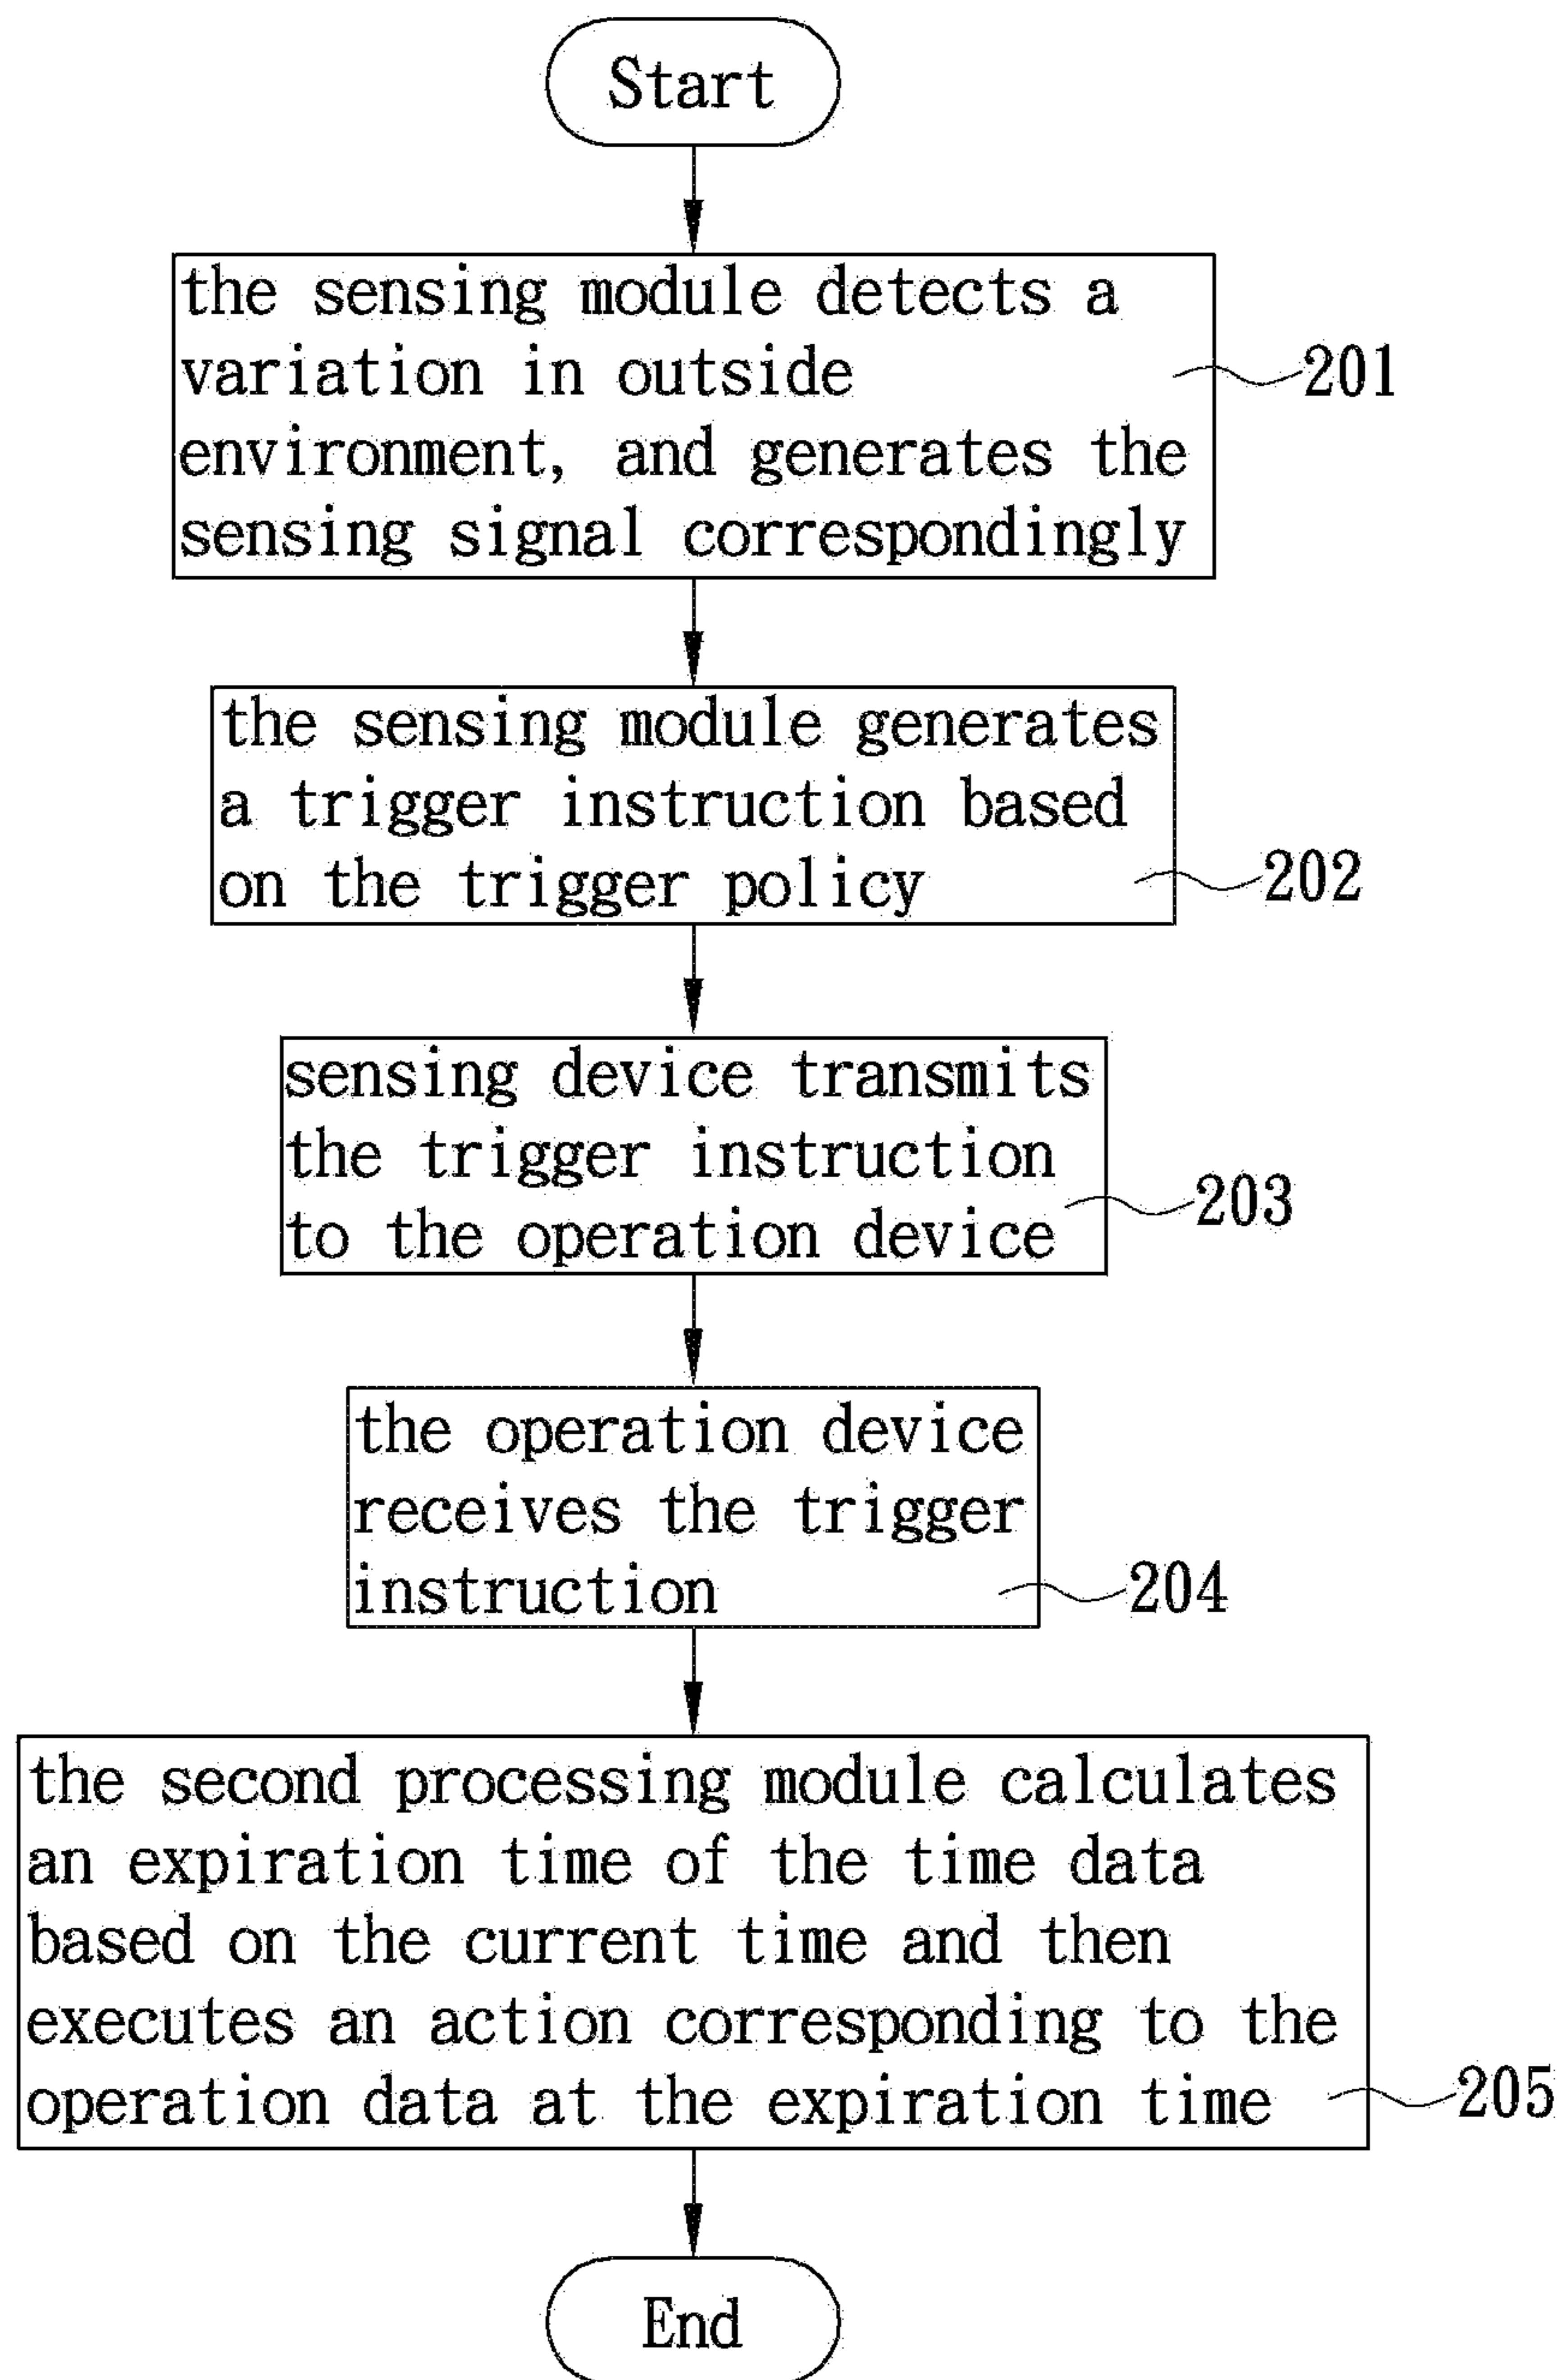 Start
the sensing module detects a
variation in outside
environment, and generates the
sensing signal correspondingly
201
the sensing module generates
a trigger instruction based
on the trigger policy
202
sensing device transmits
the trigger instruction
to the operation device
203
the operation device
receives the trigger
instruction
204
the second processing module calculates
an expiration time of the time data
based on the current time and then
executes an action corresponding to the
operation data at the expiration time
205
End